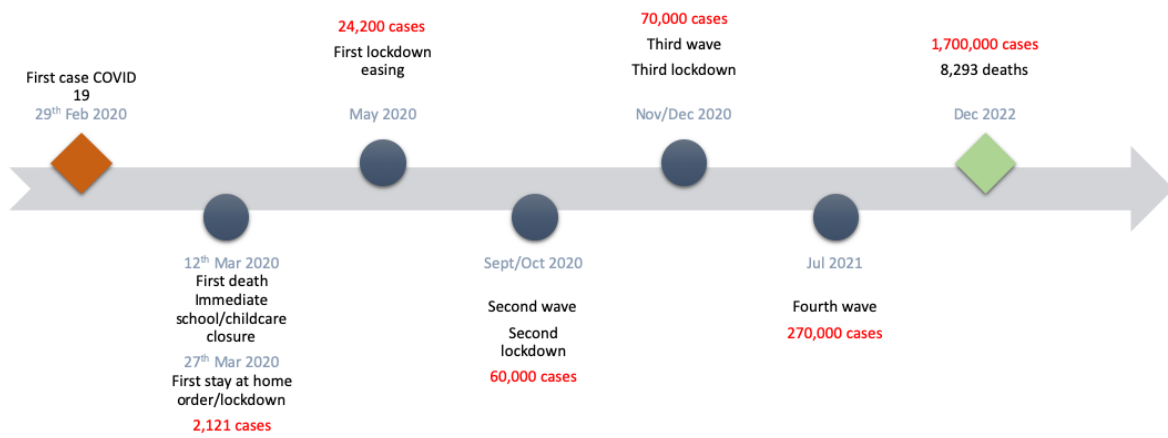 First case COVID
19
29th Feb 2020
12th Mar 2020
First death
Immediate
school/childcare
closure
27th Mar 2020
First stay at home
order/lockdown
2,121 cases
24,200 cases
First lockdown
easing
May 2020
Sept/Oct 2020
Second wave
Second
lockdown
60,000 cases
70,000 cases
Third wave
Third lockdown
Nov/Dec 2020
Jul 2021
Fourth wave
270,000 cases
1,700,000 cases
8,293 deaths
Dec 2022